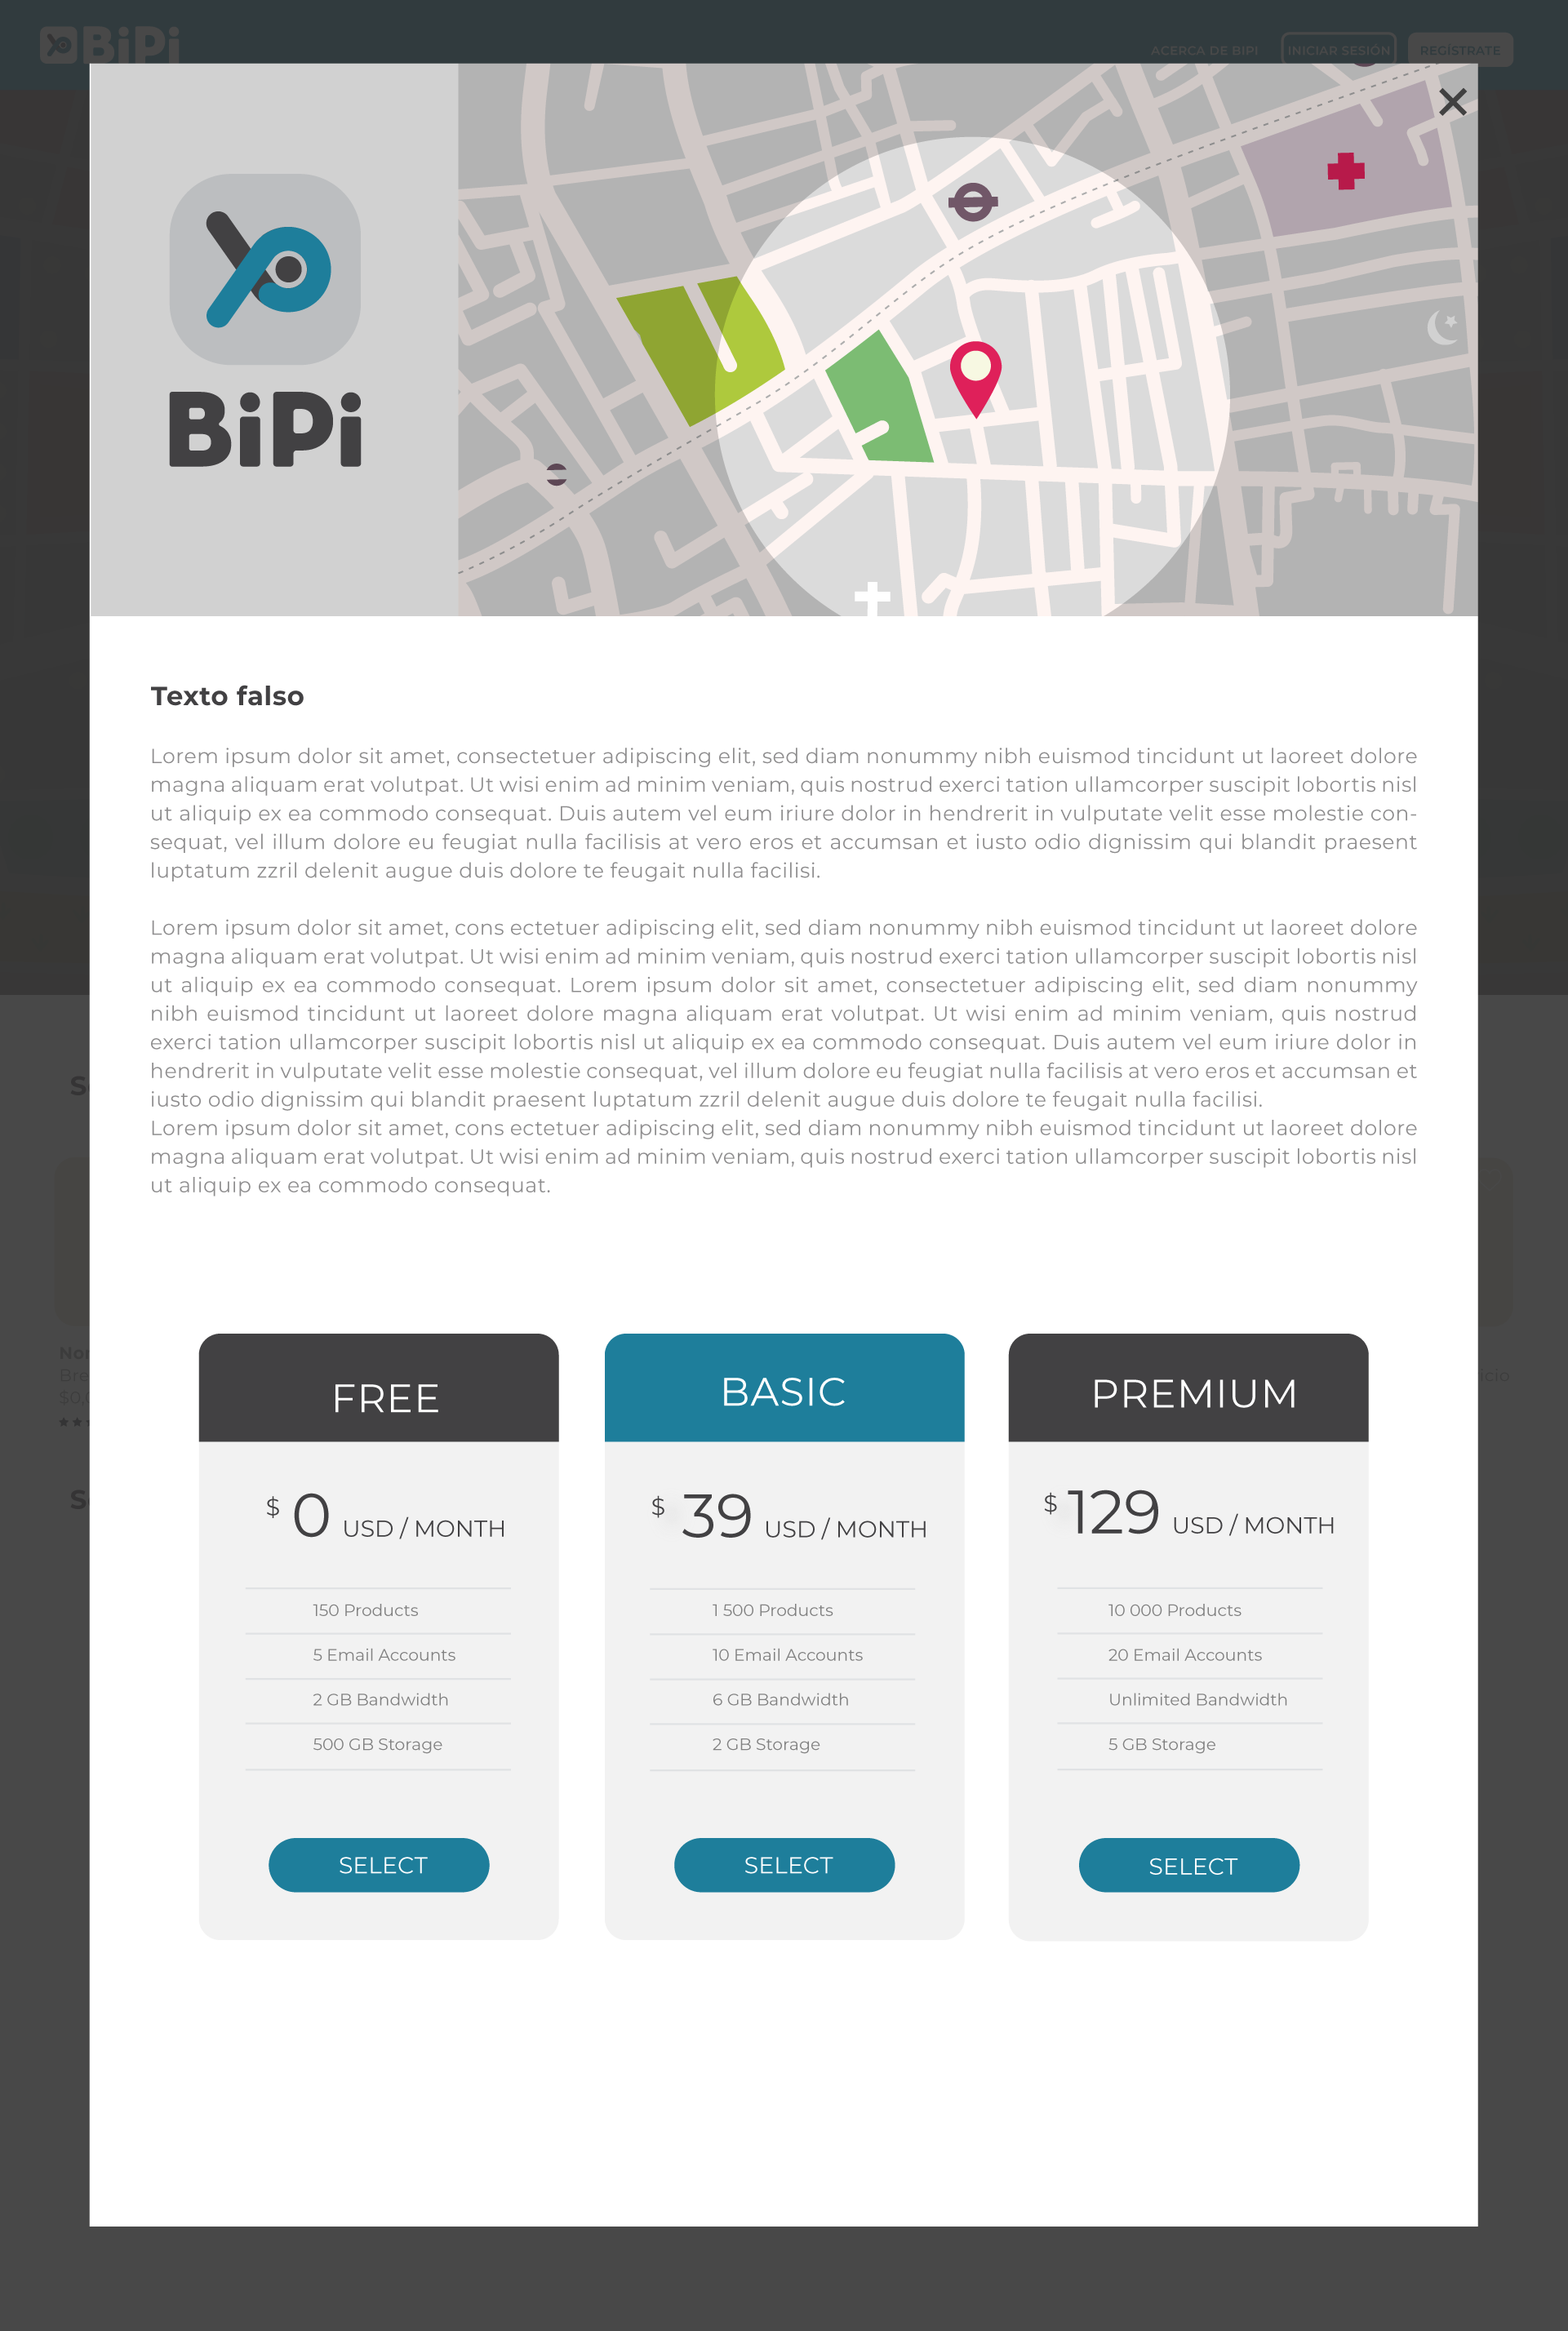 BiPi
ACERCA DE BIPI
INICIAR SESIÓN
REGÍSTRATE
BiPi
Texto falso
Lorem ipsum dolor sit amet, consectetuer adipiscing elit, sed diam nonummy nibh euismod tincidunt ut laoreet dolore
magna aliquam erat volutpat. Ut wisi enim ad minim veniam, quis nostrud exerci tation ullamcorper suscipit lobortis nisl
ut aliquip ex ea commodo consequat. Duis autem vel eum iriure dolor in hendrerit in vulputate velit esse molestie con-
sequat, vel illum dolore eu feugiat nulla facilisis at vero eros et accumsan et iusto odio dignissim qui blandit praesent
luptatum zzril delenit augue duis dolore te feugait nulla facilisi.
Lorem ipsum dolor sit amet, cons ectetuer adipiscing elit, sed diam nonummy nibh euismod tincidunt ut laoreet dolore
magna aliquam erat volutpat. Ut wisi enim ad minim veniam, quis nostrud exerci tation ullamcorper suscipit lobortis nisl
ut aliquip ex ea commodo consequat. Lorem ipsum dolor sit amet, consectetuer adipiscing elit, sed diam nonummy
nibh euismod tincidunt ut laoreet dolore magna aliquam erat volutpat. Ut wisi enim ad minim veniam, quis nostrud
exerci tation ullamcorper suscipit lobortis nisl ut aliquip ex ea commodo consequat. Duis autem vel eum iriure dolor in
hendrerit in vulputate velit esse molestie consequat, vel illum dolore eu feugiat nulla facilisis at vero eros et accumsan et
iusto odio dignissim qui blandit praesent luptatum zzril delenit augue duis dolore te feugait nulla facilisi.
Lorem ipsum dolor sit amet, cons ectetuer adipiscing elit, sed diam nonummy nibh euismod tincidunt ut laoreet dolore
magna aliquam erat volutpat. Ut wisi enim ad minim veniam, quis nostrud exerci tation ullamcorper suscipit lobortis nisl
ut aliquip ex ea commodo consequat.
FREE
$ 0 USD / MONTH
150 Products
5 Email Accounts
2 GB Bandwidth
500 GB Storage
SELECT
BASIC
$ 39 USD / MONTH
1 500 Products
10 Email Accounts
6 GB Bandwidth
2 GB Storage
SELECT
PREMIUM
$ 129 USD / MONTH
10 000 Products
20 Email Accounts
Unlimited Bandwidth
5 GB Storage
SELECT